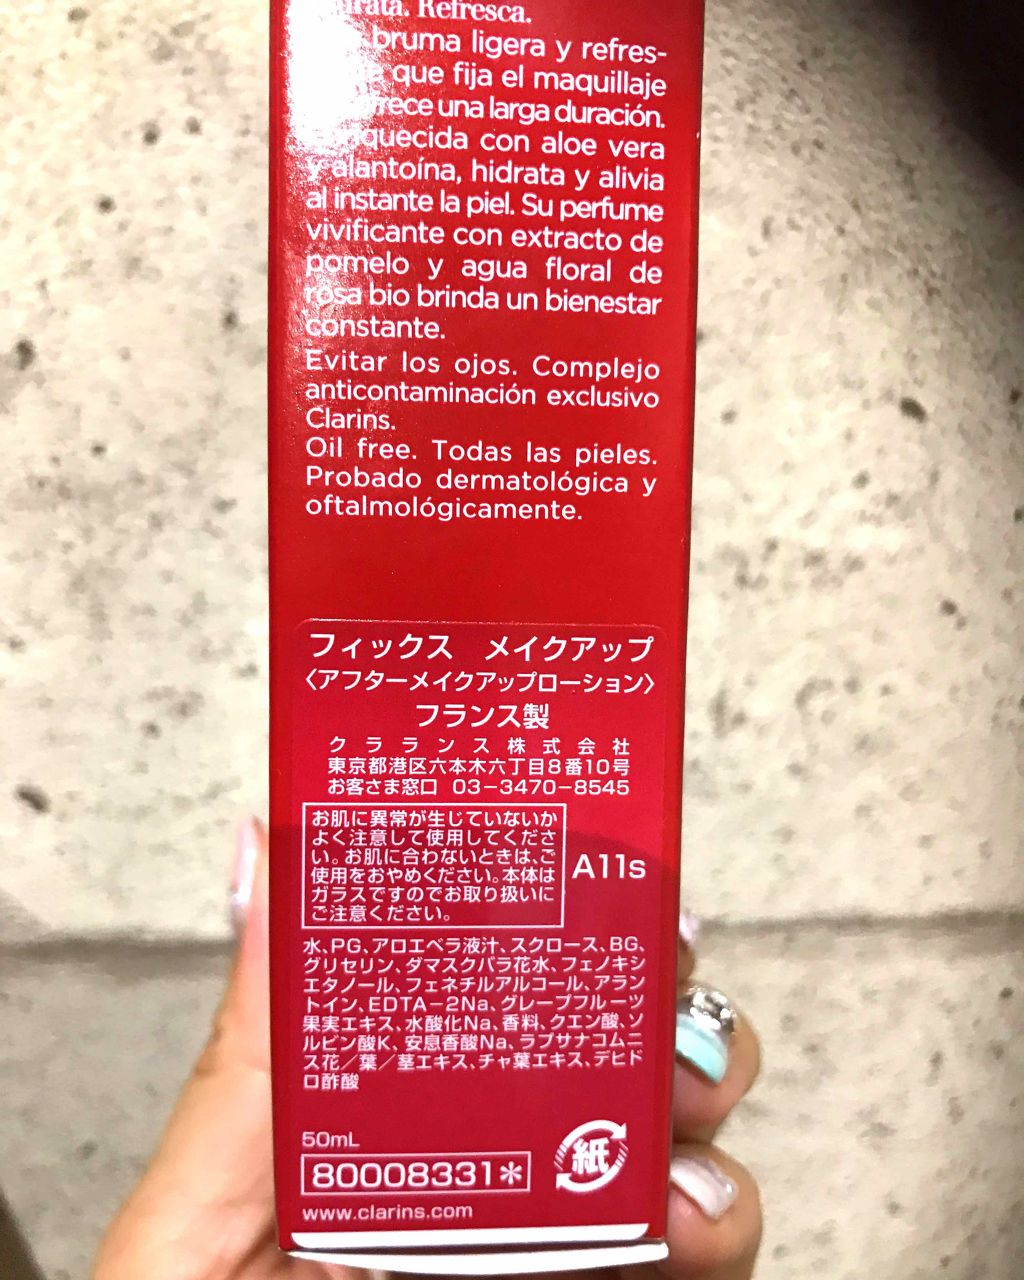 Refresca.
bruma ligera y refres-
que fija el maquillaje
una larga duración.
con aloe vera
y alantoína, hidrata y alivia
al instante la piel. Su perfume
vivificante con extracto de
pomelo y agua floral de
rosa bio brinda un bienestar
constante.
Evitar los ojos. Complejo
anticontaminación exclusivo
Clarins.
Oil free. Todas las pieles.
Probado dermatológica y
oftalmológicamente.
フィックス メイクアップ
〈アフターメイクアップローション〉
フランス製
クラランス株式会社
東京都港区六本木六丁目8番10号
お客さま窓口 03-3470-8545
お肌に異常が生じていないか
よく注意して使用してくださ
い。お肌に合わないときは、ご
使用をおやめください。本体は
ガラスですのでお取り扱いに
ご注意ください。
A11s
水、PG、アロエベラ液汁、スクロース、BG、
グリセリン、ダマスクバラ花水、フェノキシ
エタノール、フェネチルアルコール、アラン
トイン、EDTA-2Na、グレープフルーツ
果実エキス、水酸化Na、香料、クエン酸、ソ
ルビン酸K、安息香酸Na、ラプサナコムニ
ス花/葉/茎エキス、チャ葉エキス、デヒド
ロ酢酸
50mL
紙
80008331*
www.clarins.com